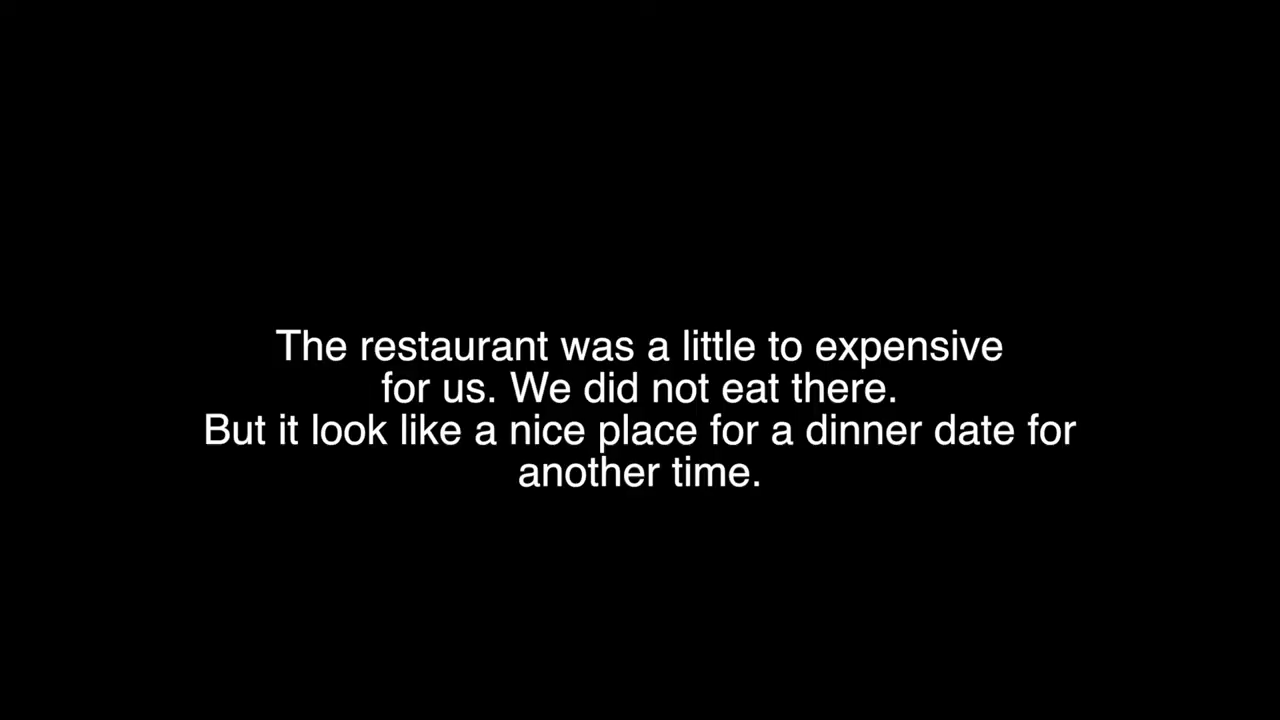 The restaurant was a little to expensive
for us. We did not eat there.
But it look like a nice place for a dinner date for
another time.